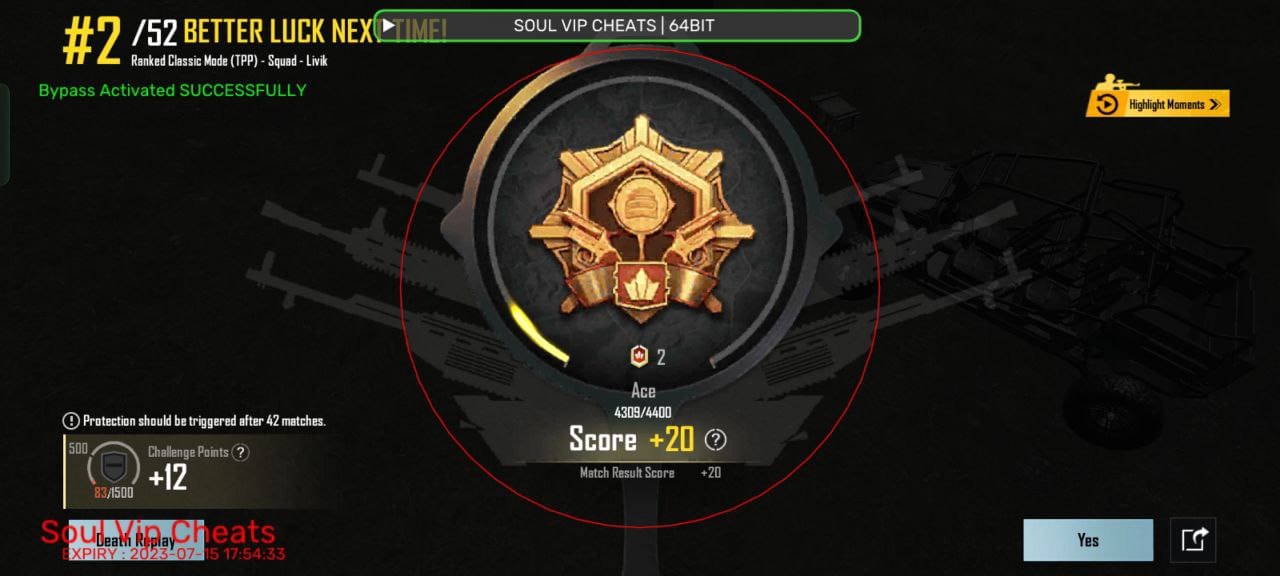 SOUL VIP CHEATS | 64BIT
#2 /52 BETTER LUCK NEXT TIME!
Ranked Classic Mode (TPP) - Squad - Livik
Bypass Activated SUCCESSFULLY
Highlight Moments
2
Ace
4309/4400
Score +20 ?
Match Result Score +20
! Protection should be triggered after 42 matches.
500
Challenge Points ?
+12
83/1500
Soul Vip Cheats
Death Replay
EXPIRY : 2023-07-15 17:54:33
Yes